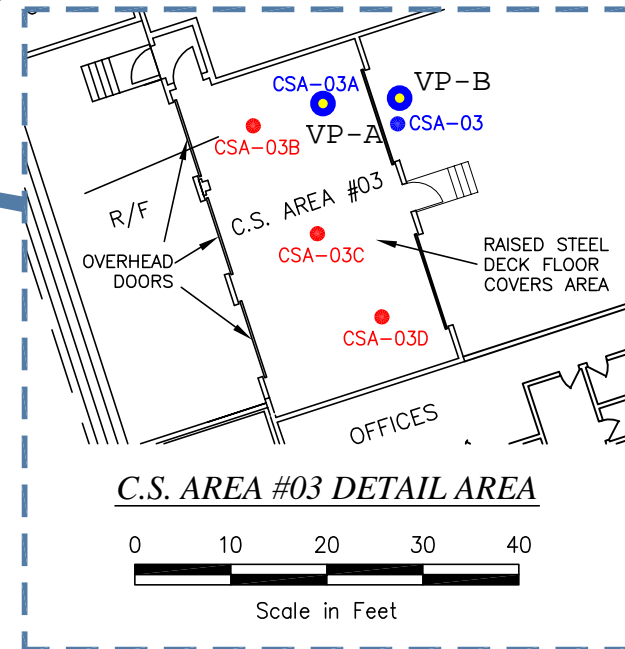 CSA-03A
VP-B
CSA-03
VP-A
CSA-03B
R/F
C.S. AREA #03
OVERHEAD
DOORS
CSA-03C
RAISED STEEL
DECK FLOOR
COVERS AREA
CSA-03D
OFFICES
C.S. AREA #03 DETAIL AREA
0 10 20 30 40
Scale in Feet